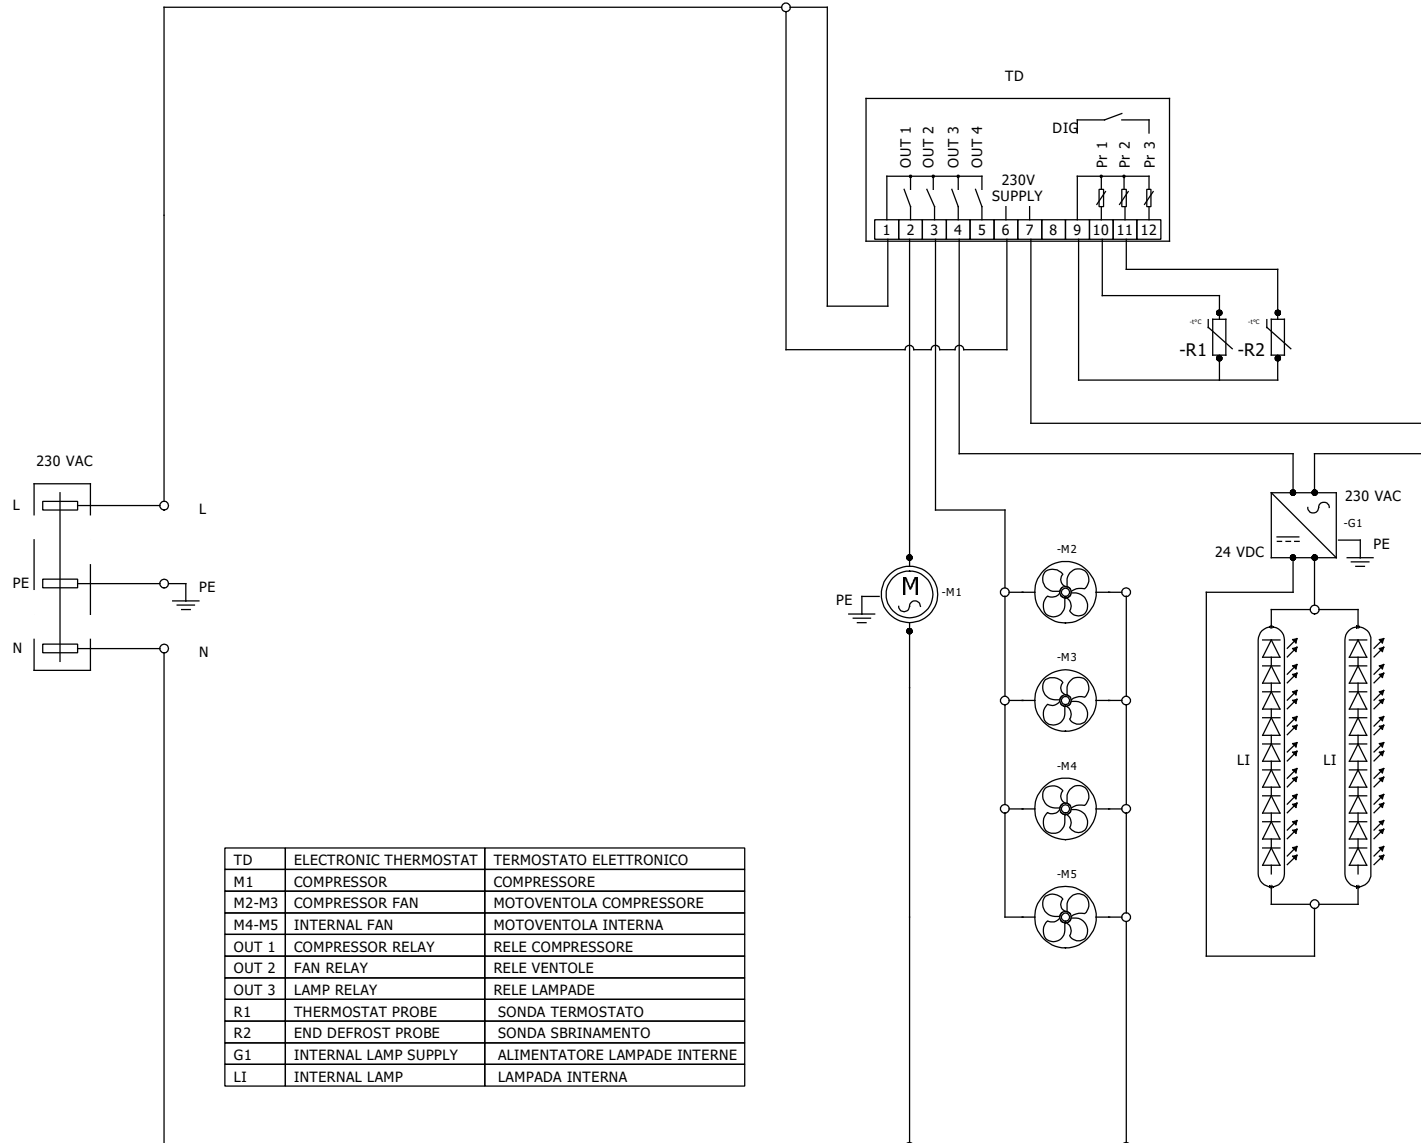 TD
DIG
OUT 1
OUT 2
OUT 3
OUT 4
Pr 1
Pr 2
Pr 3
230V
SUPPLY
1 2 3 4 5 6 7 8 9 10 11 12
-t°C -t°C
-R1 -R2
230 VAC
L L
PE PE
N N
230 VAC
-G1
24 VDC PE
-M2
M
PE -M1
-M3
-M4
-M5
LI LI
TD ELECTRONIC THERMOSTAT TERMOSTATO ELETTRONICO
M1 COMPRESSOR COMPRESSORE
M2-M3 COMPRESSOR FAN MOTOVENTOLA COMPRESSORE
M4-M5 INTERNAL FAN MOTOVENTOLA INTERNA
OUT 1 COMPRESSOR RELAY RELE COMPRESSORE
OUT 2 FAN RELAY RELE VENTOLE
OUT 3 LAMP RELAY RELE LAMPADE
R1 THERMOSTAT PROBE SONDA TERMOSTATO
R2 END DEFROST PROBE SONDA SBRINAMENTO
G1 INTERNAL LAMP SUPPLY ALIMENTATORE LAMPADE INTERNE
LI INTERNAL LAMP LAMPADA INTERNA